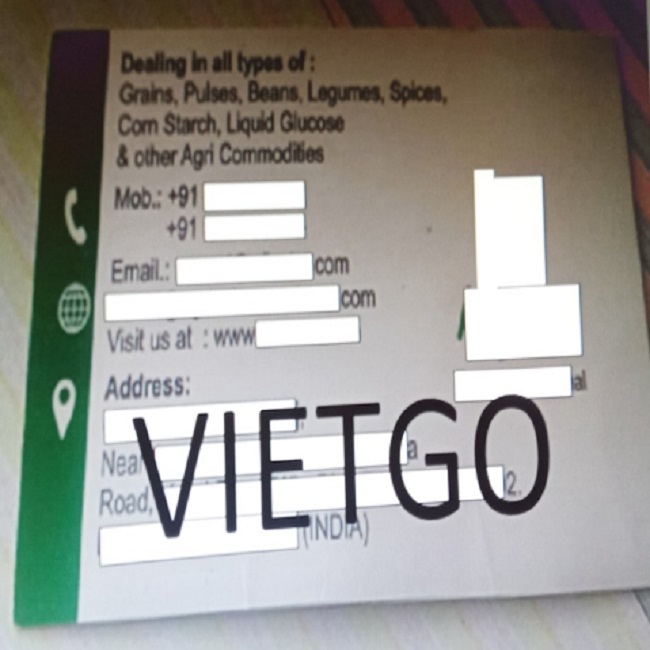 Dealing in all types of :
Grains, Pulses, Beans, Legumes, Spices,
Corn Starch, Liquid Glucose
& other Agri Commodities
Mob.: +91
+91
Email.: com
com
Visit us at : www
Address:
Near a
Road, 2.
(INDIA)
al
VIETGO